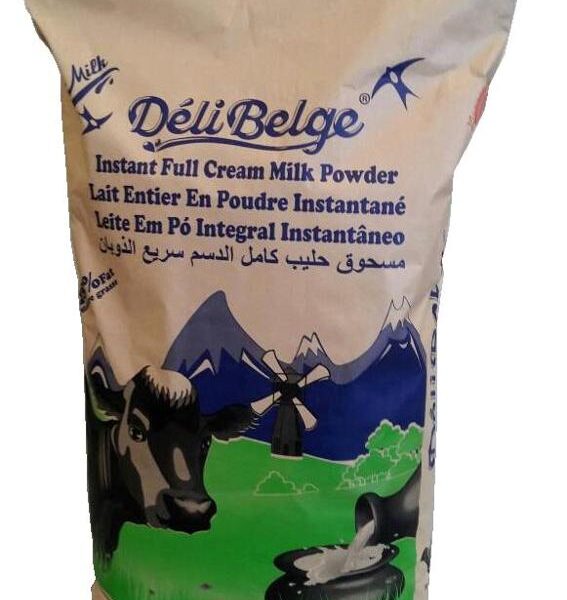 Milk
DéliBelge®
Instant Full Cream Milk Powder
Lait Entier En Poudre Instantané
Leite Em Pó Integral Instantâneo
مسحوق حليب كامل الدسم سريع الذوبان
%Fat